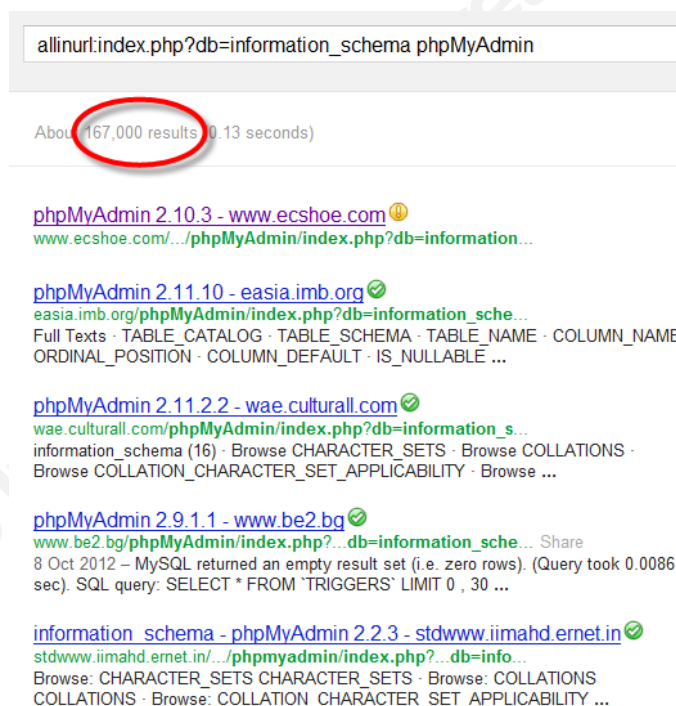 allinurl:index.php?db=information_schema phpMyAdmin
About 167,000 results (0.13 seconds)
phpMyAdmin 2.10.3 - www.ecshoe.com
www.ecshoe.com/.../phpMyAdmin/index.php?db=information...
phpMyAdmin 2.11.10 - easia.imb.org
easia.imb.org/phpMyAdmin/index.php?db=information_sche...
Full Texts · TABLE_CATALOG · TABLE_SCHEMA · TABLE_NAME · COLUMN_NAME
ORDINAL_POSITION · COLUMN_DEFAULT · IS_NULLABLE ...
phpMyAdmin 2.11.2.2 - wae.culturall.com
wae.culturall.com/phpMyAdmin/index.php?db=information_s...
information_schema (16) · Browse CHARACTER_SETS · Browse COLLATIONS ·
Browse COLLATION_CHARACTER_SET_APPLICABILITY · Browse ...
phpMyAdmin 2.9.1.1 - www.be2.bg
www.be2.bg/phpMyAdmin/index.php?...db=information_sche... Share
8 Oct 2012 – MySQL returned an empty result set (i.e. zero rows). (Query took 0.0086
sec). SQL query: SELECT * FROM `TRIGGERS` LIMIT 0 , 30 ...
information_schema - phpMyAdmin 2.2.3 - stdwww.iimahd.ernet.in
stdwww.iimahd.ernet.in/.../phpmyadmin/index.php?...db=info...
Browse: CHARACTER_SETS CHARACTER_SETS · Browse: COLLATIONS
COLLATIONS · Browse: COLLATION_CHARACTER_SET_APPLICABILITY ...